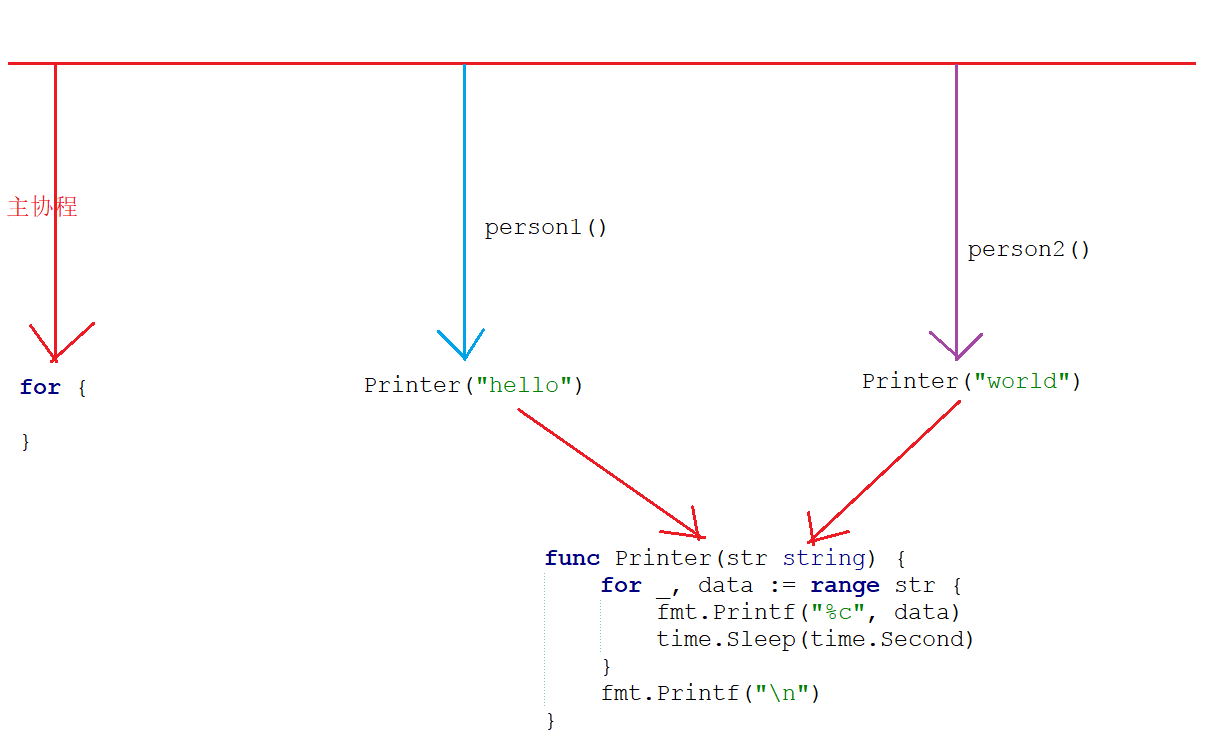 主协程
person1()
person2()
for {
}
Printer("hello")
Printer("world")
func Printer(str string) {
    for _, data := range str {
        fmt.Printf("%c", data)
        time.Sleep(time.Second)
    }
    fmt.Printf("\n")
}